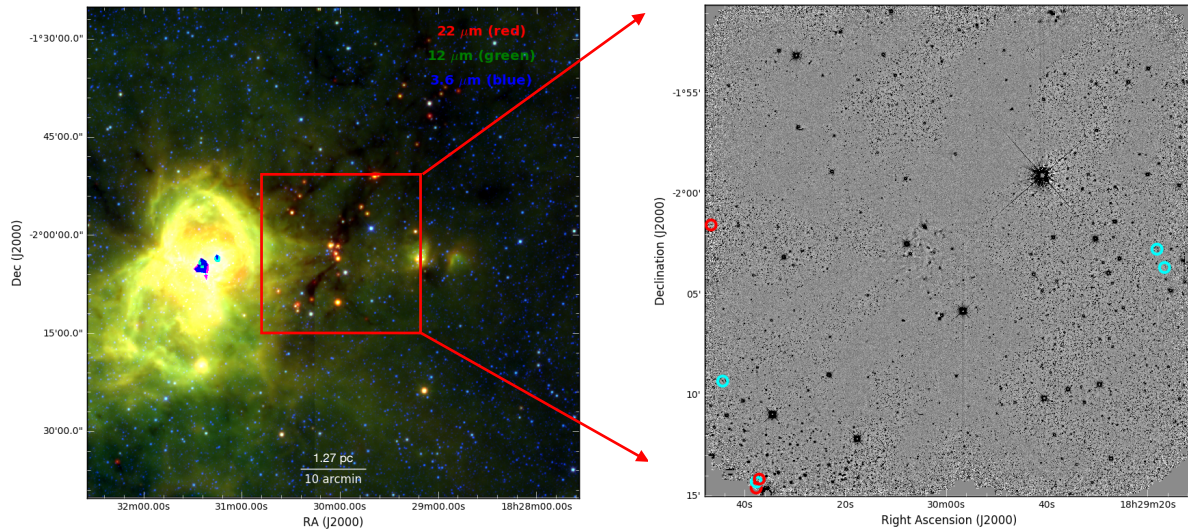 22 μm (red)
12 μm (green)
3.6 μm (blue)
-1°30'00.0"
45'00.0"
-2°00'00.0"
15'00.0"
30'00.0"
Dec (J2000)
1.27 pc
10 arcmin
32m00.00s
31m00.00s
30m00.00s
29m00.00s
18h28m00.00s
RA (J2000)
-1°55'
-2°00'
05'
10'
15'
Declination (J2000)
40s
20s
18h30m00s
40s
18h29m20s
Right Ascension (J2000)